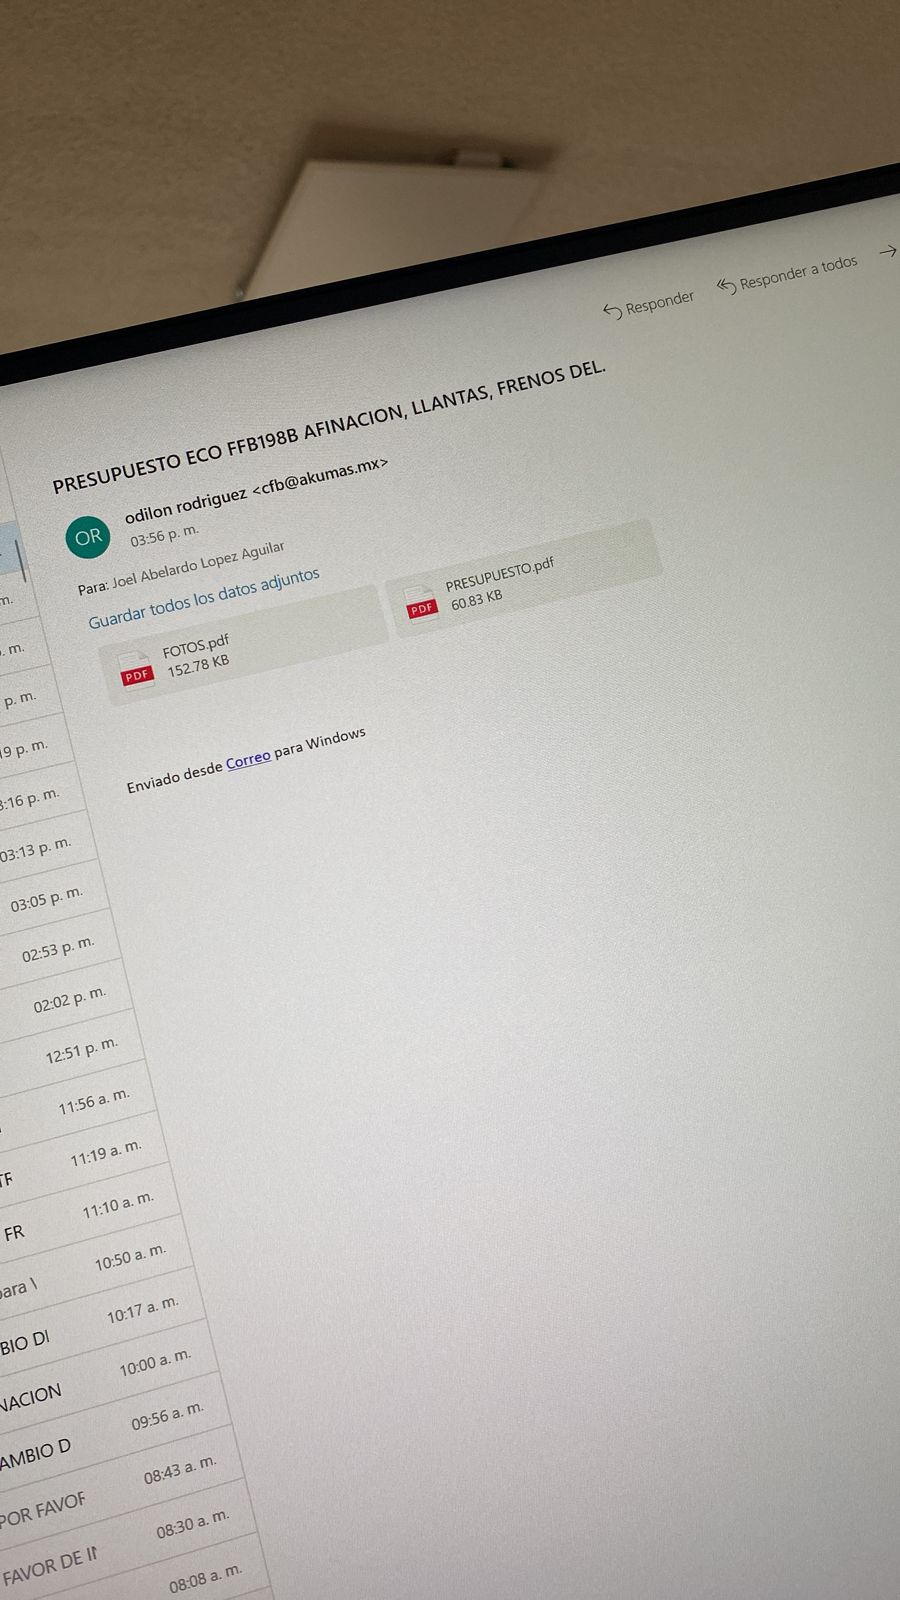 Responder
Responder a todos
PRESUPUESTO ECO FFB198B AFINACION, LLANTAS, FRENOS DEL.
OR
odilon rodriguez <cfb@akumas.mx>
03:56 p. m.
Para: Joel Abelardo Lopez Aguilar
Guardar todos los datos adjuntos
PDF
FOTOS.pdf
152.78 KB
PDF
PRESUPUESTO.pdf
60.83 KB
Enviado desde Correo para Windows
m.
. m.
p. m.
19 p. m.
3:16 p. m.
03:13 p. m.
03:05 p. m.
02:53 p. m.
02:02 p. m.
12:51 p. m.
11:56 a. m.
TF 11:19 a. m.
FR 11:10 a. m.
para \ 10:50 a. m.
BIO DI 10:17 a. m.
NACION 10:00 a. m.
AMBIO D 09:56 a. m.
POR FAVOF 08:43 a. m.
FAVOR DE II 08:30 a. m.
08:08 a. m.